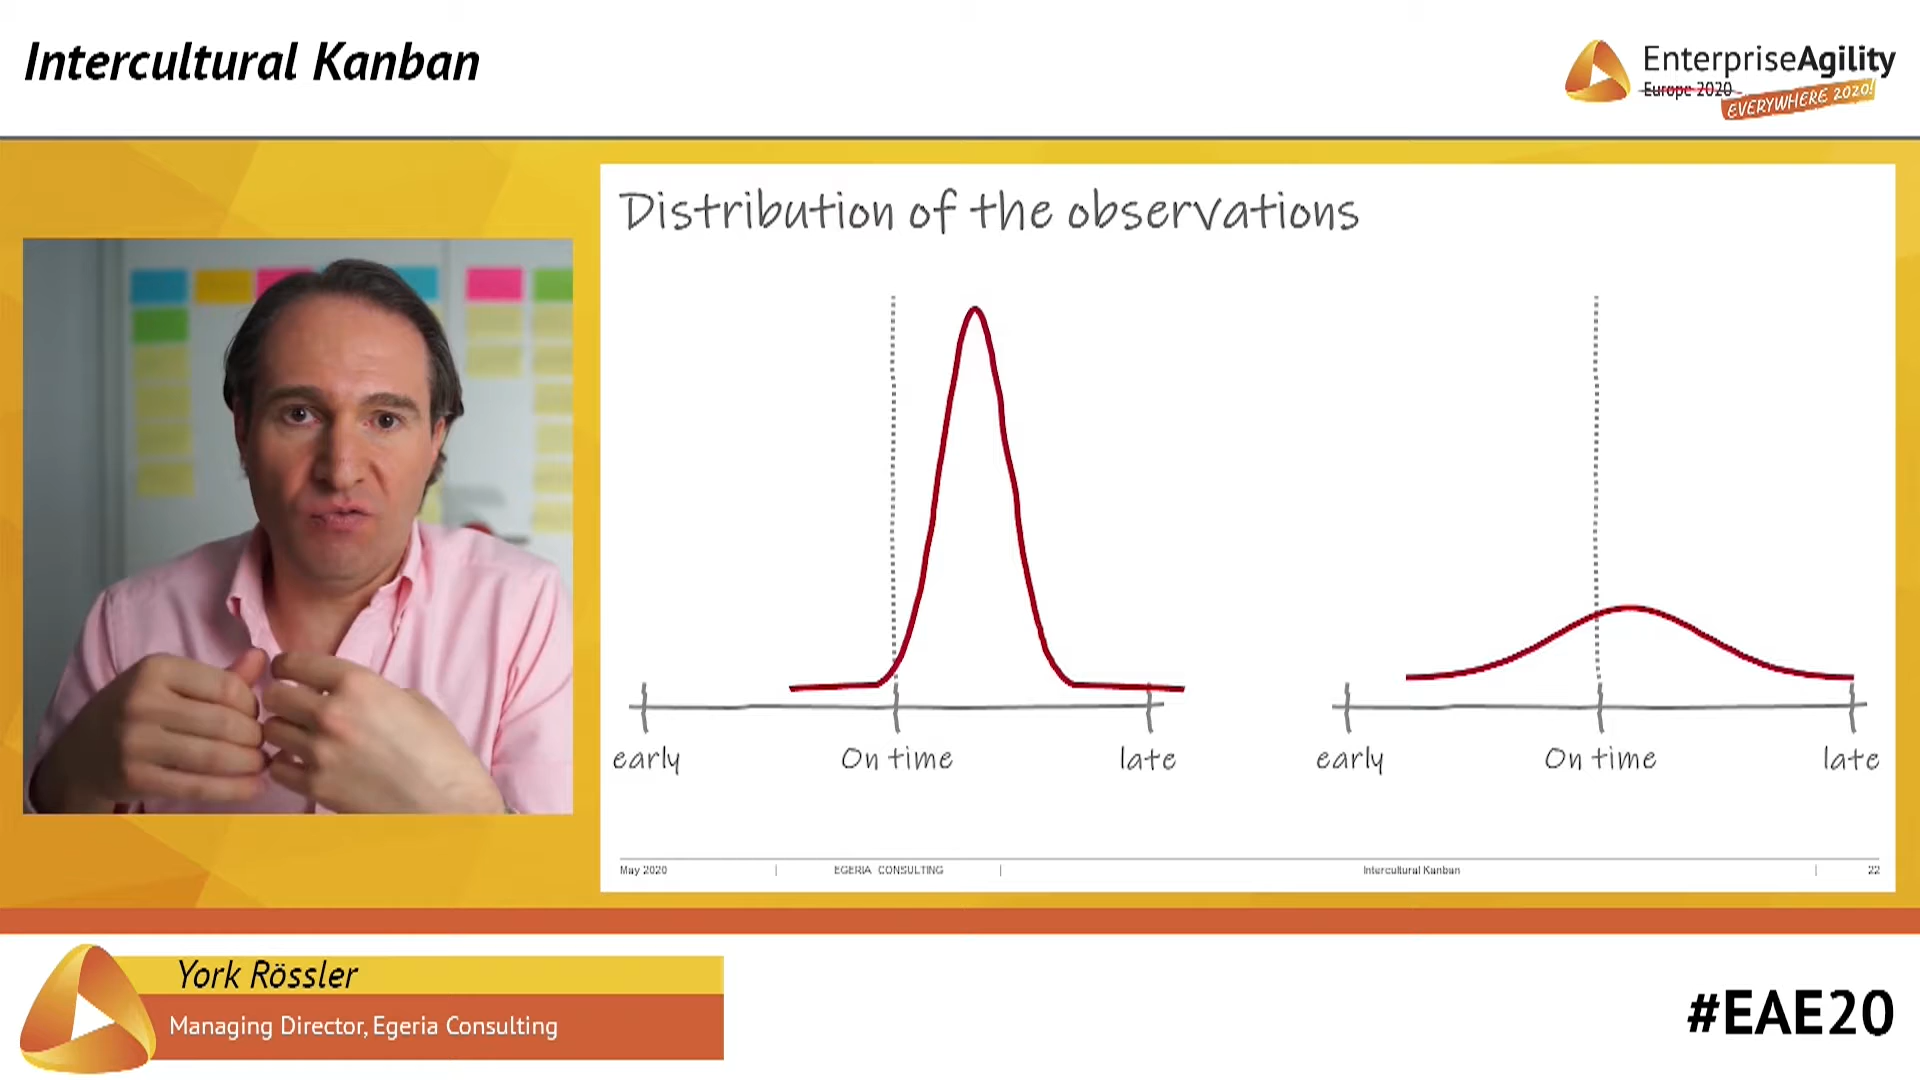 Intercultural Kanban
EnterpriseAgility
Europe 2020
EVERYWHERE 2020!
Distribution of the observations
early On time late
early On time late
May 2020 | EGERIA CONSULTING | Intercultural Kanban | 22
York Rössler
Managing Director, Egeria Consulting
#EAE20